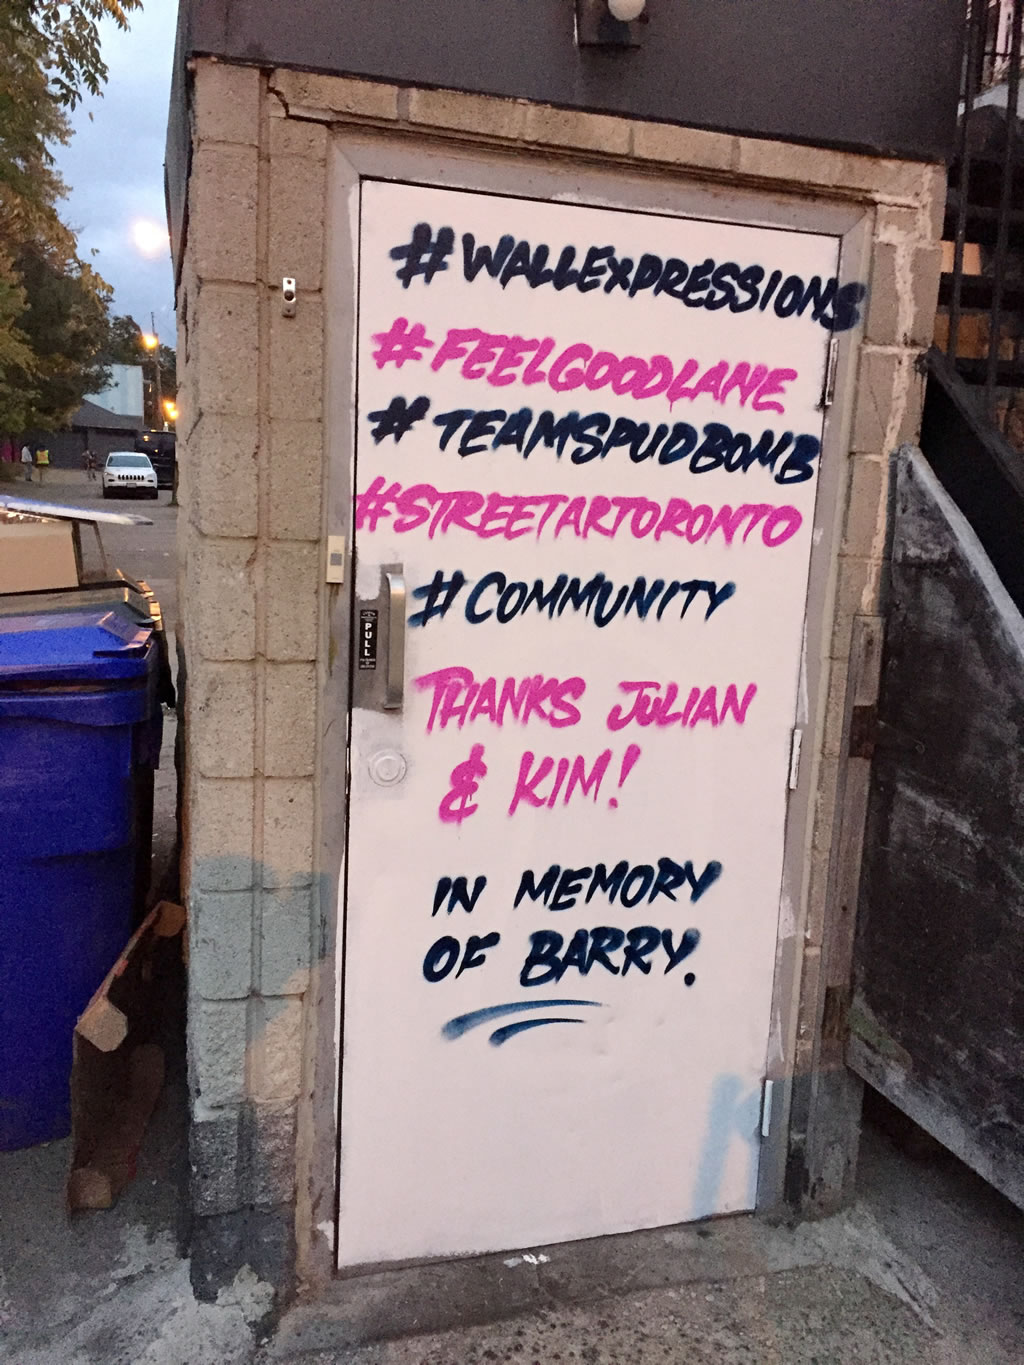 #WALLEXPRESSIONS
#FEELGOODLANE
#TEAMSPUDBOMB
#STREETARTORONTO
PULL
#COMMUNITY
THANKS JULIAN
& KIM!
IN MEMORY
OF BARRY.